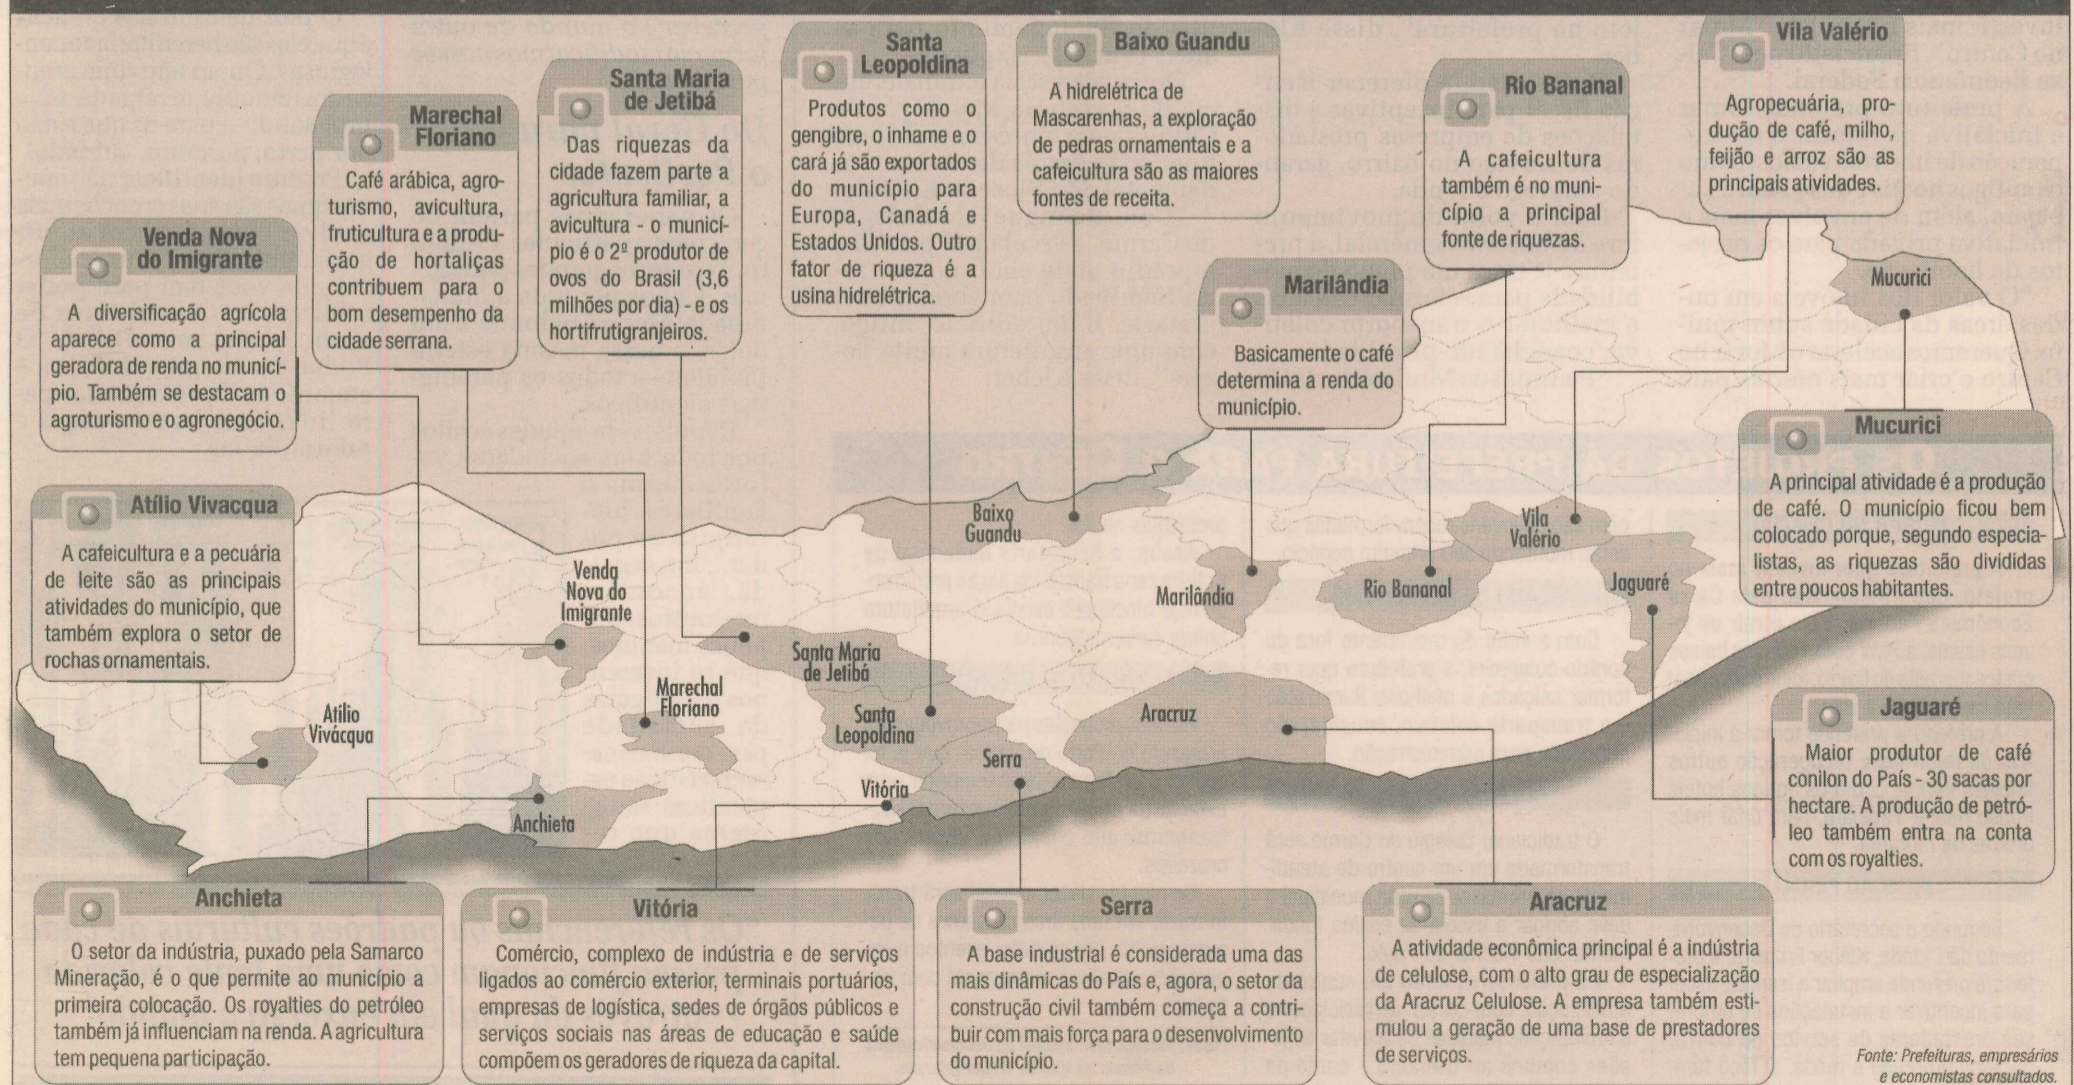 Venda Nova
do Imigrante
A diversificação agrícola
aparece como a principal
geradora de renda no municí-
pio. Também se destacam o
agroturismo e o agronegócio.
Marechal
Floriano
Café arábica, agro-
turismo, avicultura,
fruticultura e a produ-
ção de hortaliças
contribuem para o
bom desempenho da
cidade serrana.
Santa Maria
de Jetibá
Das riquezas da
cidade fazem parte a
agricultura familiar, a
avicultura - o municí-
pio é o 2º produtor de
ovos do Brasil (3,6
milhões por dia) - e os
hortifrutigranjeiros.
Santa
Leopoldina
Produtos como o
gengibre, o inhame e o
cará já são exportados
do município para
Europa, Canadá e
Estados Unidos. Outro
fator de riqueza é a
usina hidrelétrica.
Baixo Guandu
A hidrelétrica de
Mascarenhas, a exploração
de pedras ornamentais e a
cafeicultura são as maiores
fontes de receita.
Marilândia
Basicamente o café
determina a renda do
município.
Rio Bananal
A cafeicultura
também é no muni-
cípio a principal
fonte de riquezas.
Vila Valério
Agropecuária, pro-
dução de café, milho,
feijão e arroz são as
principais atividades.
Mucurici
Mucurici
A principal atividade é a produção
de café. O município ficou bem
colocado porque, segundo especia-
listas, as riquezas são divididas
entre poucos habitantes.
Atílio Vivacqua
A cafeicultura e a pecuária
de leite são as principais
atividades do município, que
também explora o setor de
rochas ornamentais.
Baixo
Guandu
Venda
Nova do
Imigrante
Marilândia
Rio Bananal
Vila
Valério
Jaguaré
Santa Maria
de Jetibá
Marechal
Floriano
Atílio
Vivácqua
Santa
Leopoldina
Aracruz
Serra
Vitória
Anchieta
Jaguaré
Maior produtor de café
conilon do País - 30 sacas por
hectare. A produção de petró-
leo também entra na conta
com os royalties.
Anchieta
O setor da indústria, puxado pela Samarco
Mineração, é o que permite ao município a
primeira colocação. Os royalties do petróleo
também já influenciam na renda. A agricultura
tem pequena participação.
Vitória
Comércio, complexo de indústria e de serviços
ligados ao comércio exterior, terminais portuários,
empresas de logística, sedes de órgãos públicos e
serviços sociais nas áreas de educação e saúde
compõem os geradores de riqueza da capital.
Serra
A base industrial é considerada uma das
mais dinâmicas do País e, agora, o setor da
construção civil também começa a contri-
buir com mais força para o desenvolvimento
do município.
Aracruz
A atividade econômica principal é a indústria
de celulose, com o alto grau de especialização
da Aracruz Celulose. A empresa também esti-
mulou a geração de uma base de prestadores
de serviços.
Fonte: Prefeituras, empresários
e economistas consultados.